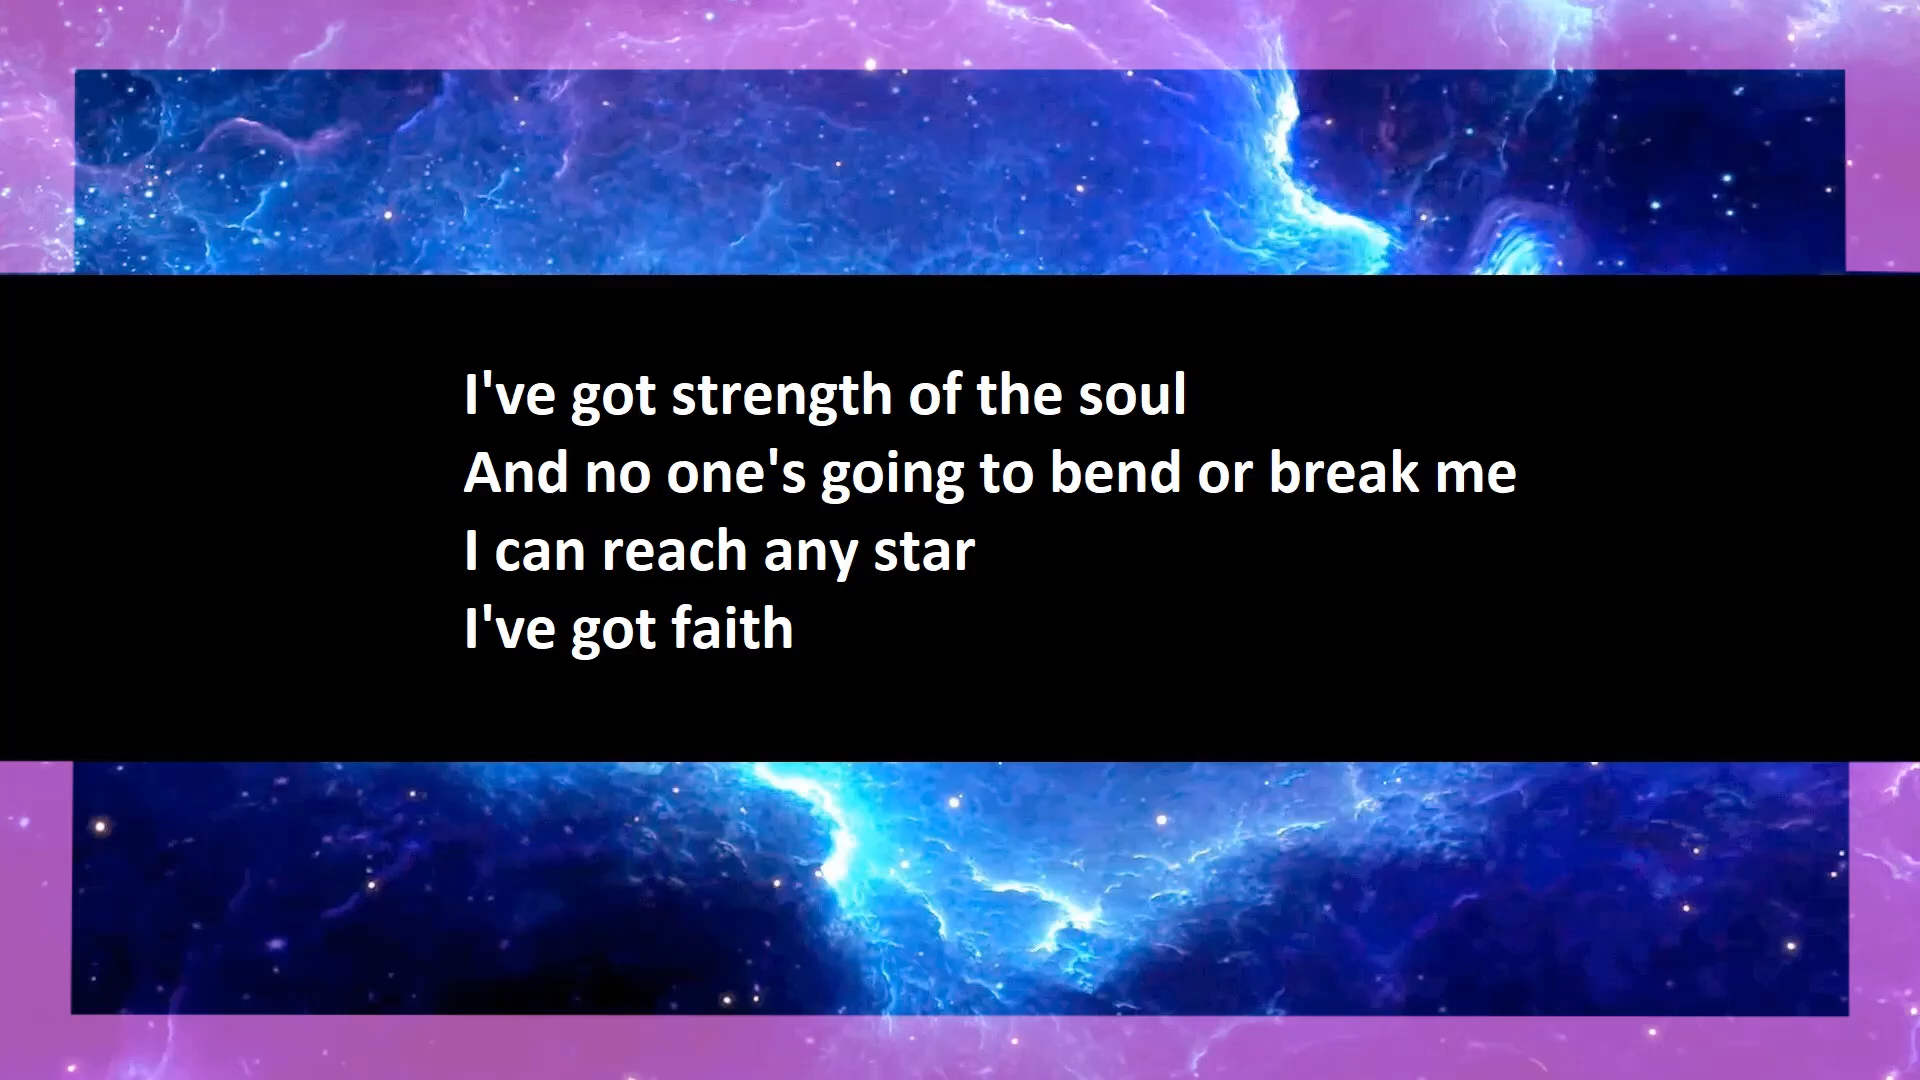 I've got strength of the soul
And no one's going to bend or break me
I can reach any star
I've got faith